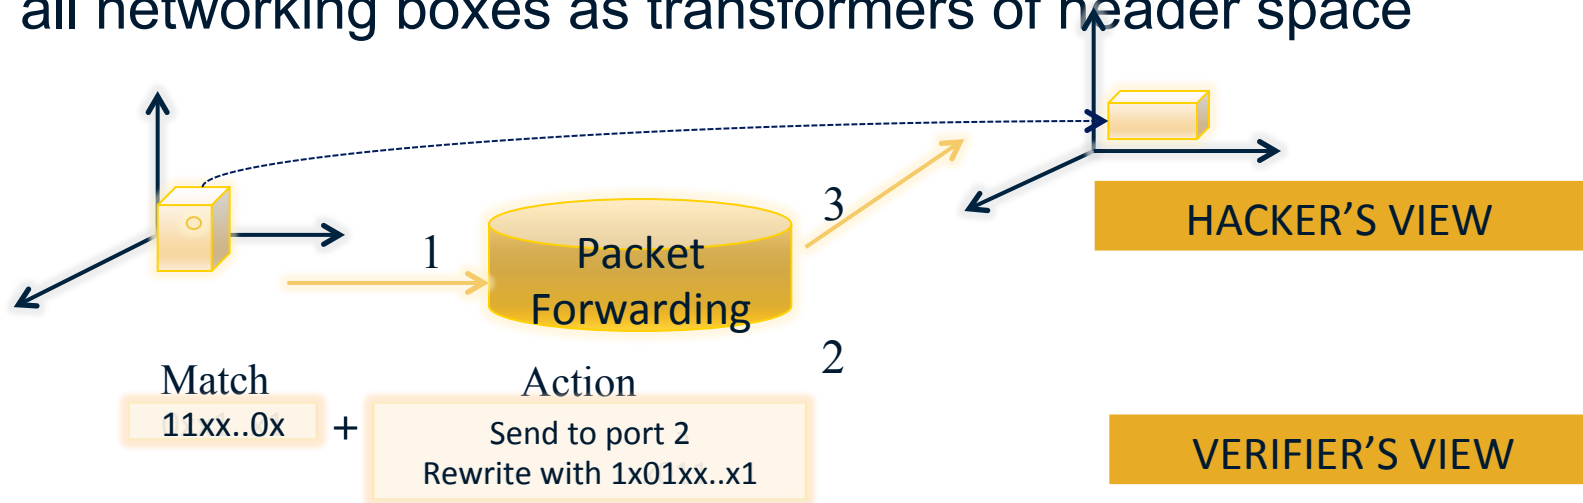 all networking boxes as transformers of header space
3
HACKER'S VIEW
1
Packet
Forwarding
2
Match
Action
11xx..0x
+
Send to port 2
Rewrite with 1x01xx..x1
VERIFIER'S VIEW